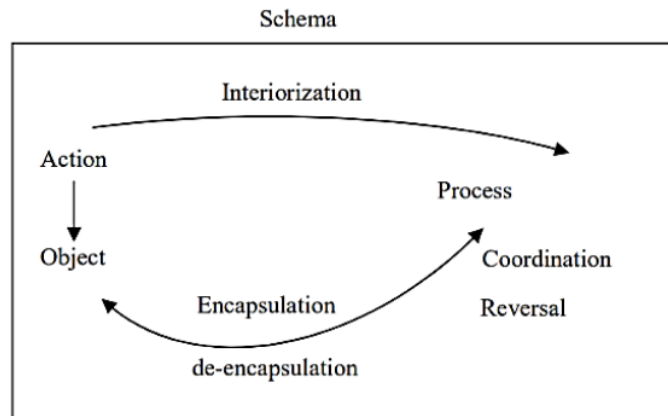 Schema
Interiorization
Action
Process
Object
Coordination
Encapsulation
Reversal
de-encapsulation